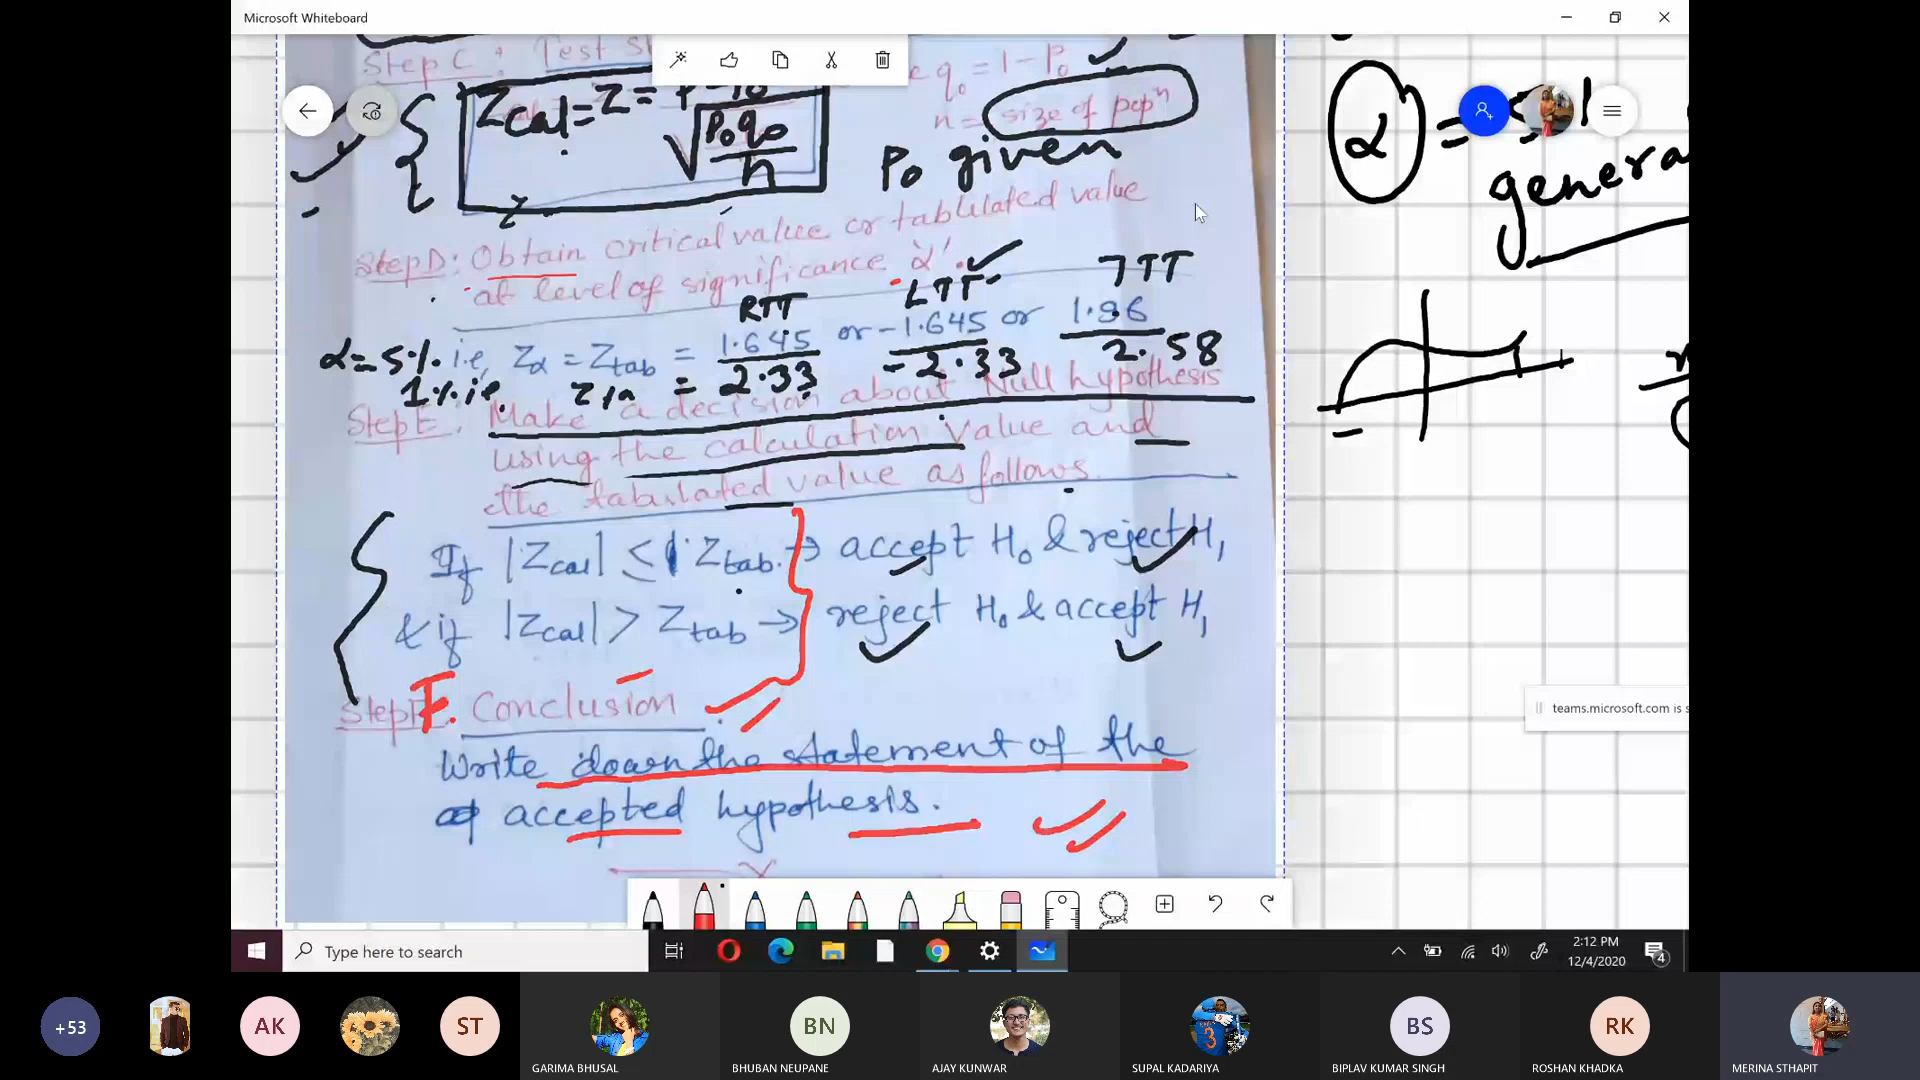 Microsoft Whiteboard
Step C: Test
q₀ = 1 - P₀
n = size of popⁿ
Zcal = Z =
√ P₀q₀ / n
P₀ given
Z
α =
genera
Step D: Obtain critical value or tabulated value
at level of significance 'α'.
RTT LTT TTT
α = 5% i.e, Zα = Ztab = 1.645 or -1.645 or 1.96
1% i.e. = 2.33 -2.33 2.58
Step E. Make a decision about Null hypothesis
using the calculation value and
the tabulated value as follows.
If |Zcal| ≤ Ztab. → accept H₀ & reject H₁
& if |Zcal| > Ztab → reject H₀ & accept H₁
Step F. Conclusion
Write down the statement of the
accepted hypothesis.
teams.microsoft.com is s
Type here to search
2:12 PM
12/4/2020
4
+53
AK
ST
BN
BS
RK
3
GARIMA BHUSAL
BHUBAN NEUPANE
AJAY KUNWAR
SUPAL KADARIYA
BIPLAV KUMAR SINGH
ROSHAN KHADKA
MERINA STHAPIT